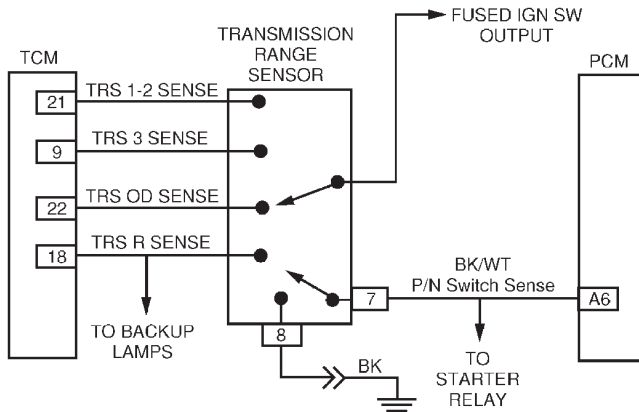 FUSED IGN SW
OUTPUT
TRANSMISSION
RANGE
SENSOR
TCM
PCM
21
TRS 1-2 SENSE
9
TRS 3 SENSE
22
TRS OD SENSE
18
TRS R SENSE
BK/WT
P/N Switch Sense
7
A6
8
TO BACKUP
LAMPS
BK
TO
STARTER
RELAY